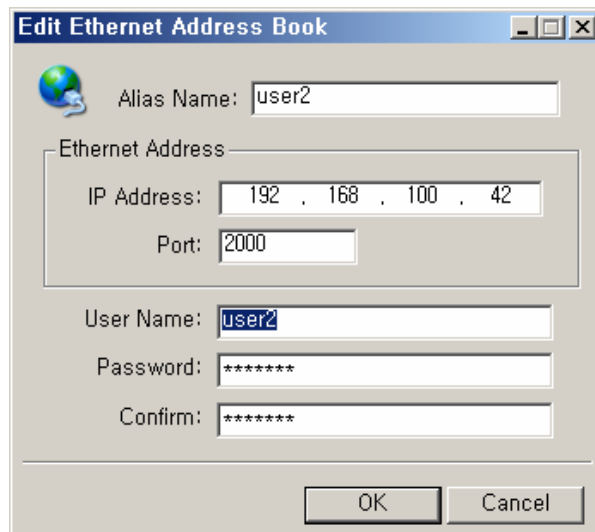 Edit Ethernet Address Book
Alias Name: user2
Ethernet Address
IP Address: 192 . 168 . 100 . 42
Port: 2000
User Name: user2
Password: *******
Confirm: *******
OK Cancel